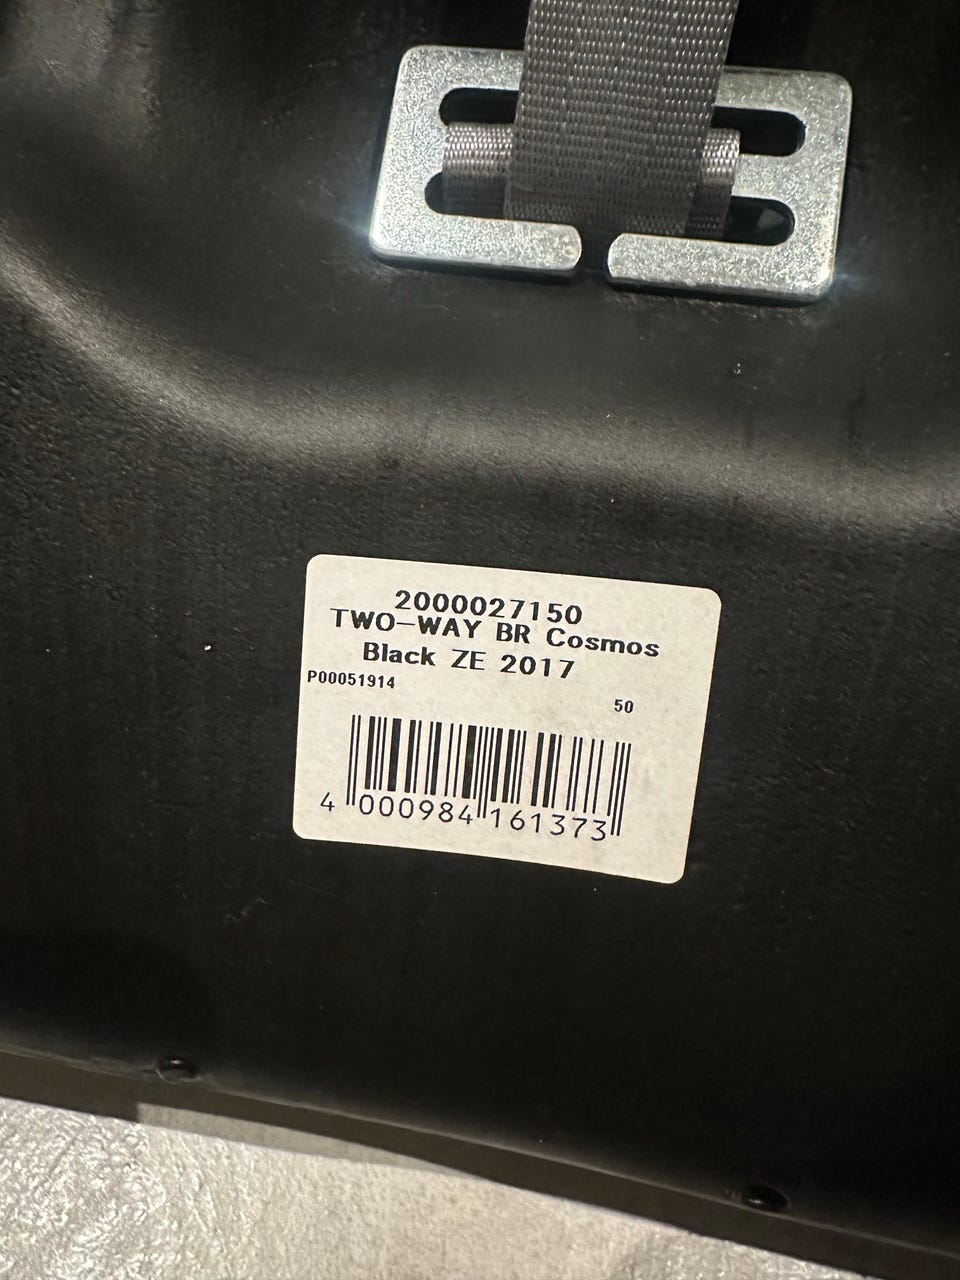 2000027150
TWO-WAY BR Cosmos
Black ZE 2017
P00051914
50
4 000984 161373